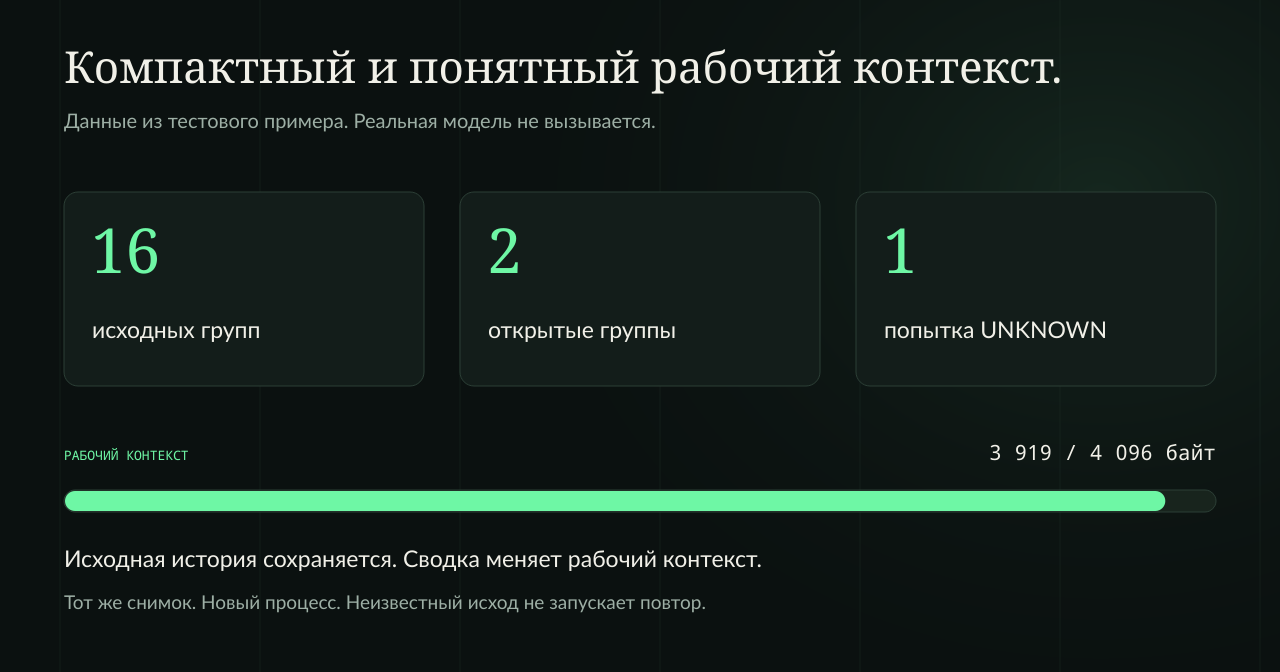 Компактный и понятный рабочий контекст.
Данные из тестового примера. Реальная модель не вызывается.
16
исходных групп
2
открытые группы
1
попытка UNKNOWN
РАБОЧИЙ КОНТЕКСТ
3 919 / 4 096 байт
Исходная история сохраняется. Сводка меняет рабочий контекст.
Тот же снимок. Новый процесс. Неизвестный исход не запускает повтор.